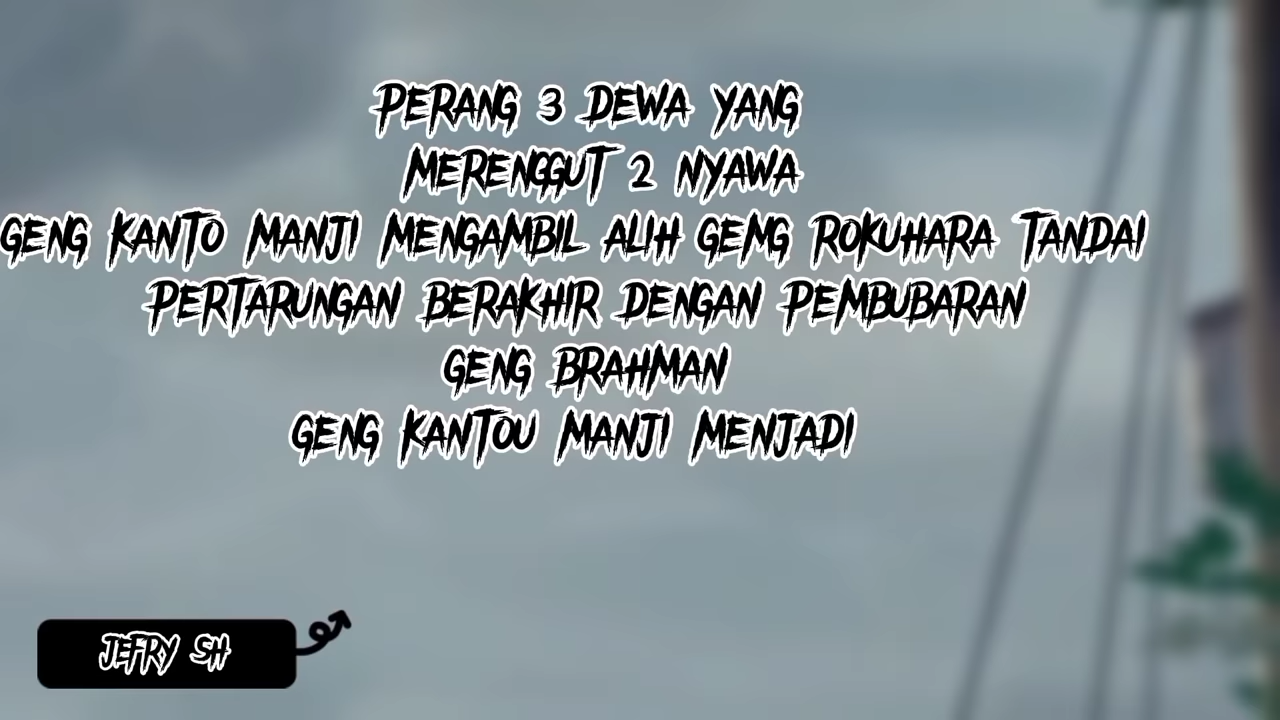 PERANG 3 DEWA YANG
MERENGGUT 2 NYAWA
GENG KANTO MANJI MENGAMBIL ALIH GEMG ROKUHARA TANDAI
PERTARUNGAN BERAKHIR DENGAN PEMBUBARAN
GENG BRAHMAN
GENG KANTOU MANJI MENJADI
JEFRY SH